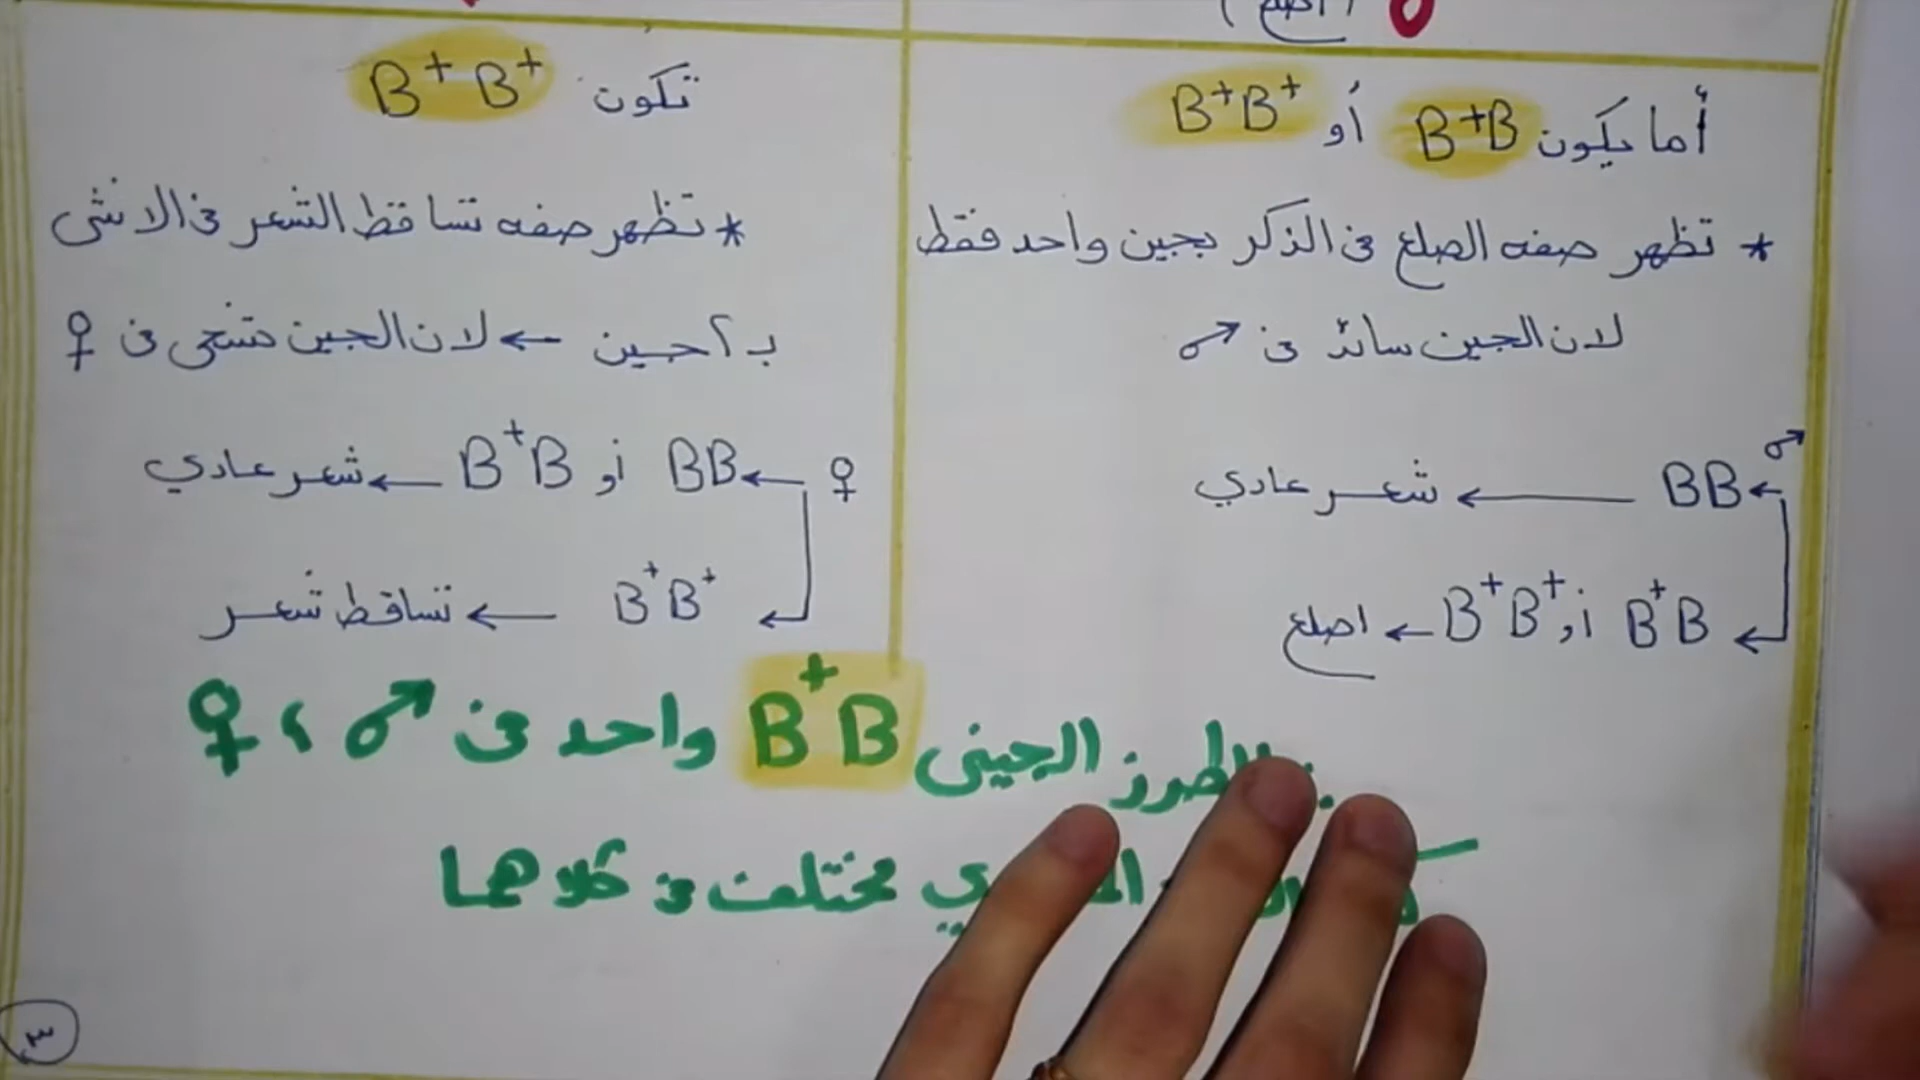 (اصلع)
أما يكون B⁺B أو B⁺B⁺
* تظهر صفه الصلع فى الذكر بجين واحد فقط
لان الجين سائد فى ♂
♂
BB ← شعر عادي
B⁺B أو B⁺B⁺ ← اصلع
تكون B⁺B⁺
* تظهر صفه تساقط الشعر فى الانثى
بـ ٢ جين ← لان الجين متنحى فى ♀
♀ ← BB أو B⁺B ← شعر عادي
B⁺B⁺ ← تساقط شعر
الطرز الجينى B⁺B واحد فى ♂ ، ♀
مختلف فى كلاهما
٣